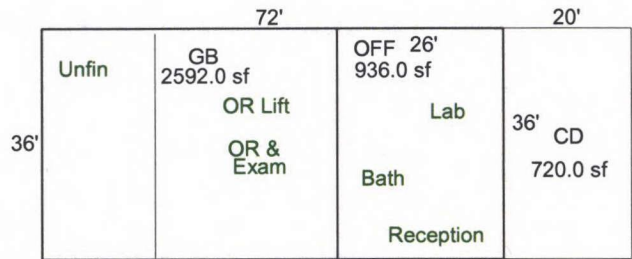 72'
20'
Unfin
GB
2592.0 sf
OFF 26'
936.0 sf
OR Lift
Lab
36'
OR &
Exam
36'
CD
720.0 sf
Bath
Reception